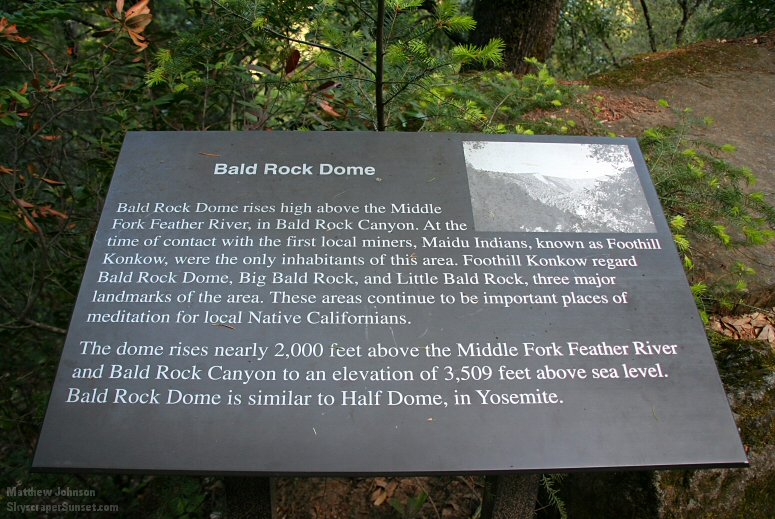 Bald Rock Dome
Bald Rock Dome rises high above the Middle
Fork Feather River, in Bald Rock Canyon. At the
time of contact with the first local miners, Maidu Indians, known as Foothill
Konkow, were the only inhabitants of this area. Foothill Konkow regard
Bald Rock Dome, Big Bald Rock, and Little Bald Rock, three major
landmarks of the area. These areas continue to be important places of
meditation for local Native Californians.
The dome rises nearly 2,000 feet above the Middle Fork Feather River
and Bald Rock Canyon to an elevation of 3,509 feet above sea level.
Bald Rock Dome is similar to Half Dome, in Yosemite.
Matthew Johnson
SkyscraperSunset.com